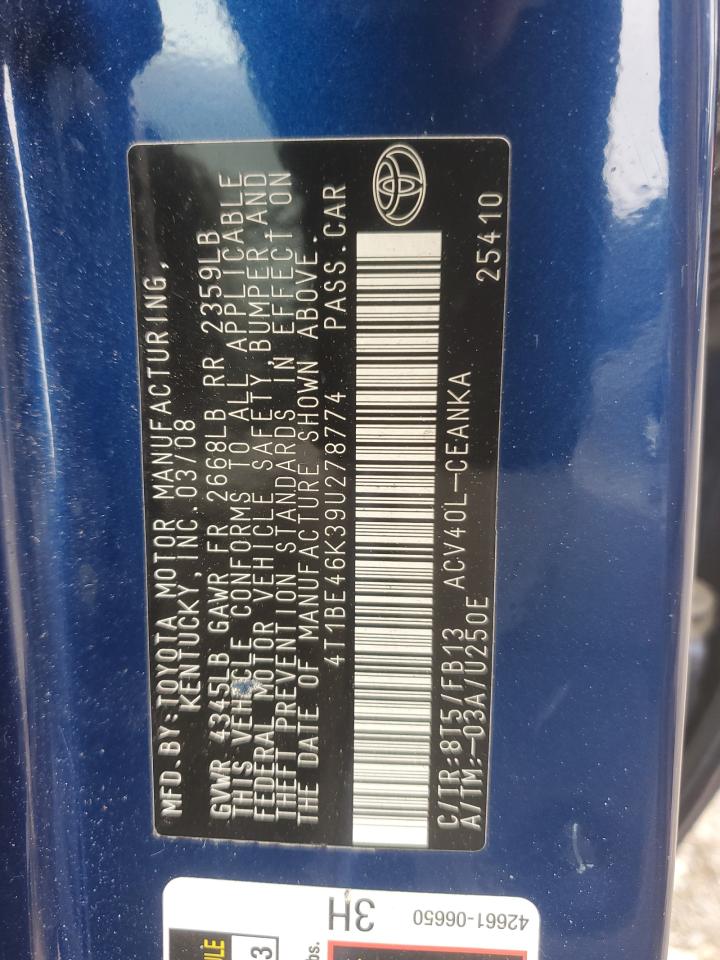 MFD.BY:TOYOTA MOTOR MANUFACTURING,
KENTUCKY,INC.03/08
GVWR 4345LB GAWR FR 2668LB RR 2359LB
THIS VEHICLE CONFORMS TO ALL APPLICABLE
FEDERAL MOTOR VEHICLE SAFETY,BUMPER,AND
THEFT PREVENTION STANDARDS IN EFFECT ON
THE DATE OF MANUFACTURE SHOWN ABOVE.
4T1BE46K39U278774 PASS.CAR
C/TR:8T5/FB13 ACV40L-CEANKA 25410
A/TM:-03A/U250E
42661-06650
3H